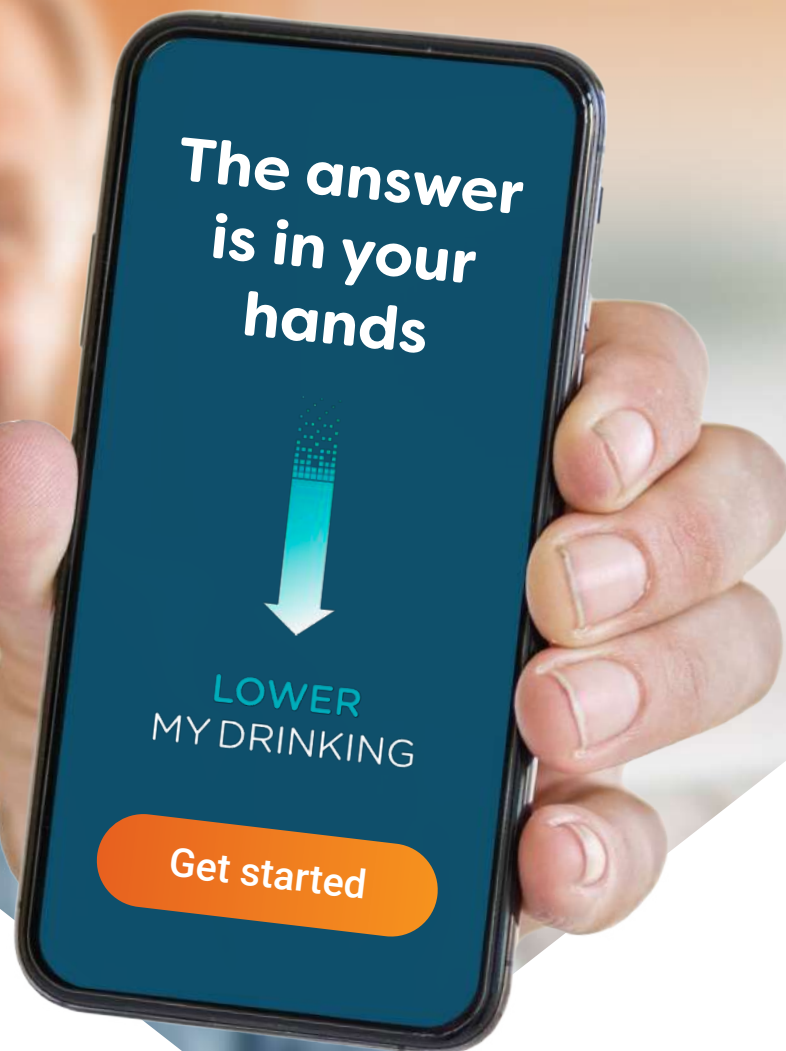 The answer
is in your
hands
LOWER
MY DRINKING
Get started